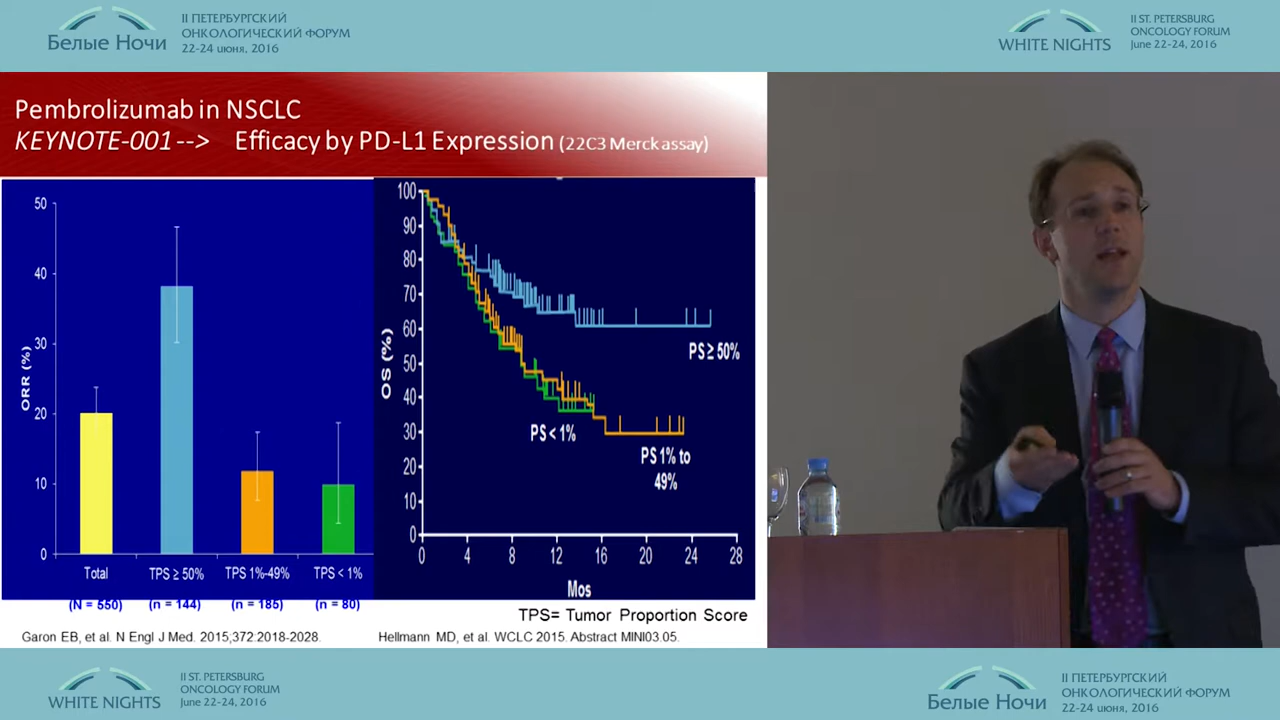 II ПЕТЕРБУРГСКИЙ
ОНКОЛОГИЧЕСКИЙ ФОРУМ
22-24 июня, 2016
Белые Ночи
II ST. PETERSBURG
ONCOLOGY FORUM
June 22-24, 2016
WHITE NIGHTS
Pembrolizumab in NSCLC
KEYNOTE-001 --> Efficacy by PD-L1 Expression (22C3 Merck assay)
ORR (%)
50
40
30
20
10
0
Total
TPS ≥ 50%
TPS 1%-49%
TPS < 1%
(N = 550)
(n = 144)
(n = 185)
(n = 80)
OS (%)
100
90
80
70
60
50
40
30
20
10
0
PS ≥ 50%
PS < 1%
PS 1% to
49%
0 4 8 12 16 20 24 28
Mos
TPS= Tumor Proportion Score
Garon EB, et al. N Engl J Med. 2015;372:2018-2028.
Hellmann MD, et al. WCLC 2015. Abstract MINI03.05.
II ST. PETERSBURG
ONCOLOGY FORUM
June 22-24, 2016
WHITE NIGHTS
II ПЕТЕРБУРГСКИЙ
ОНКОЛОГИЧЕСКИЙ ФОРУМ
22-24 июня, 2016
Белые Ночи